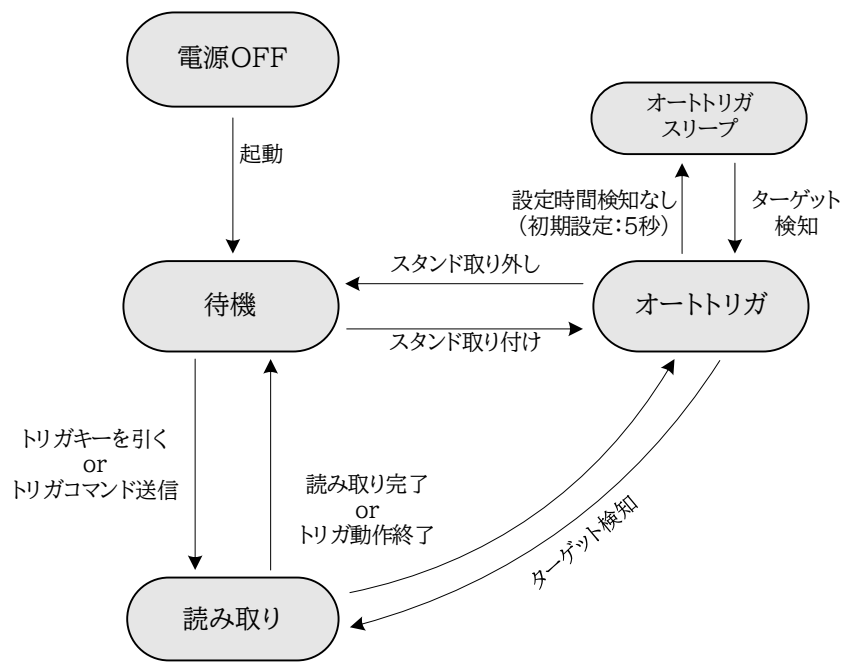 電源OFF
起動
オートトリガ
スリープ
設定時間検知なし
（初期設定：5秒）
ターゲット
検知
スタンド取り外し
待機
オートトリガ
スタンド取り付け
トリガキーを引く
or
トリガコマンド送信
読み取り完了
or
トリガ動作終了
ターゲット検知
読み取り